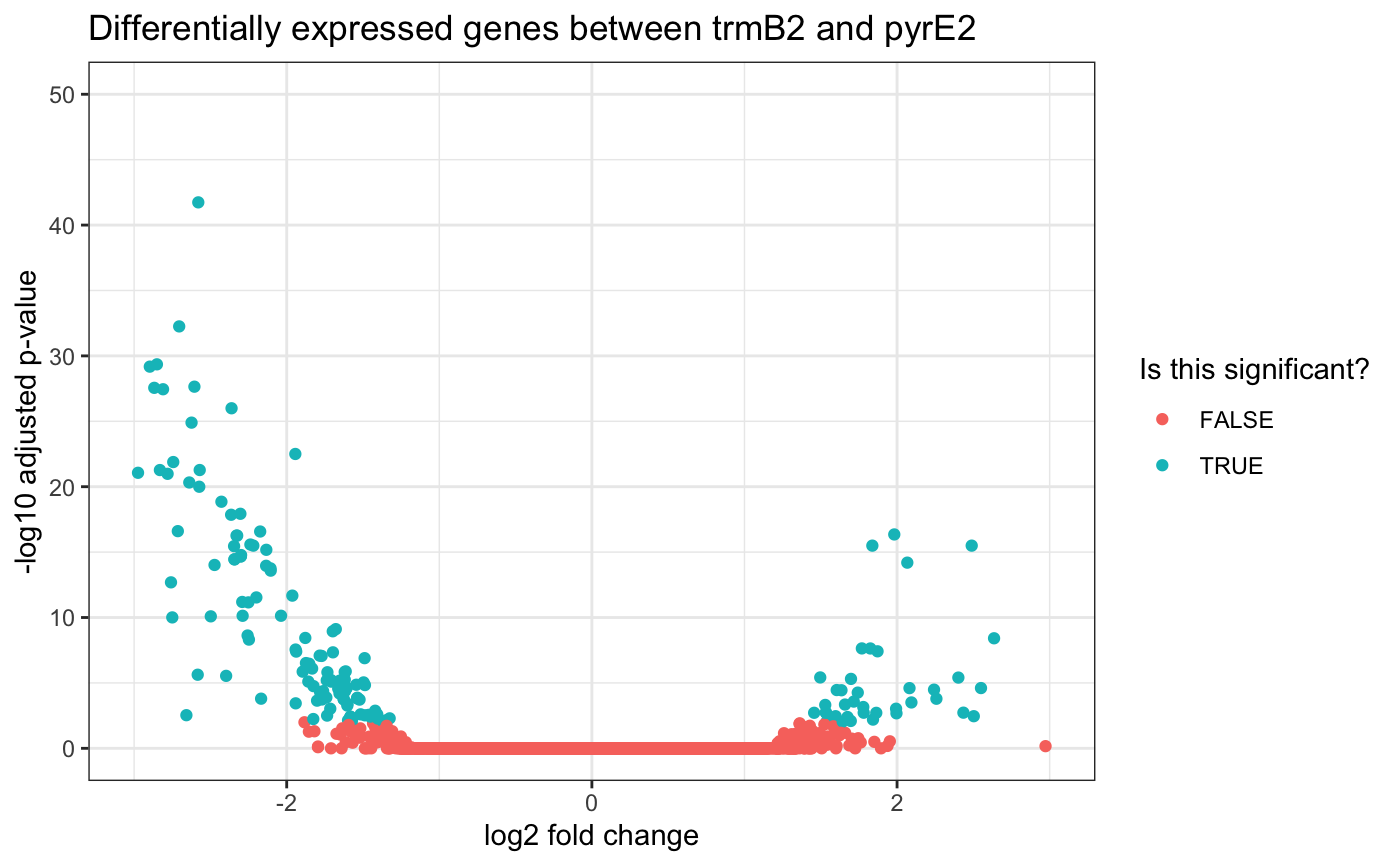 Differentially expressed genes between trmB2 and pyrE2
50
40
30
20
10
0
-log10 adjusted p-value
-2
0
2
log2 fold change
Is this significant?
FALSE
TRUE